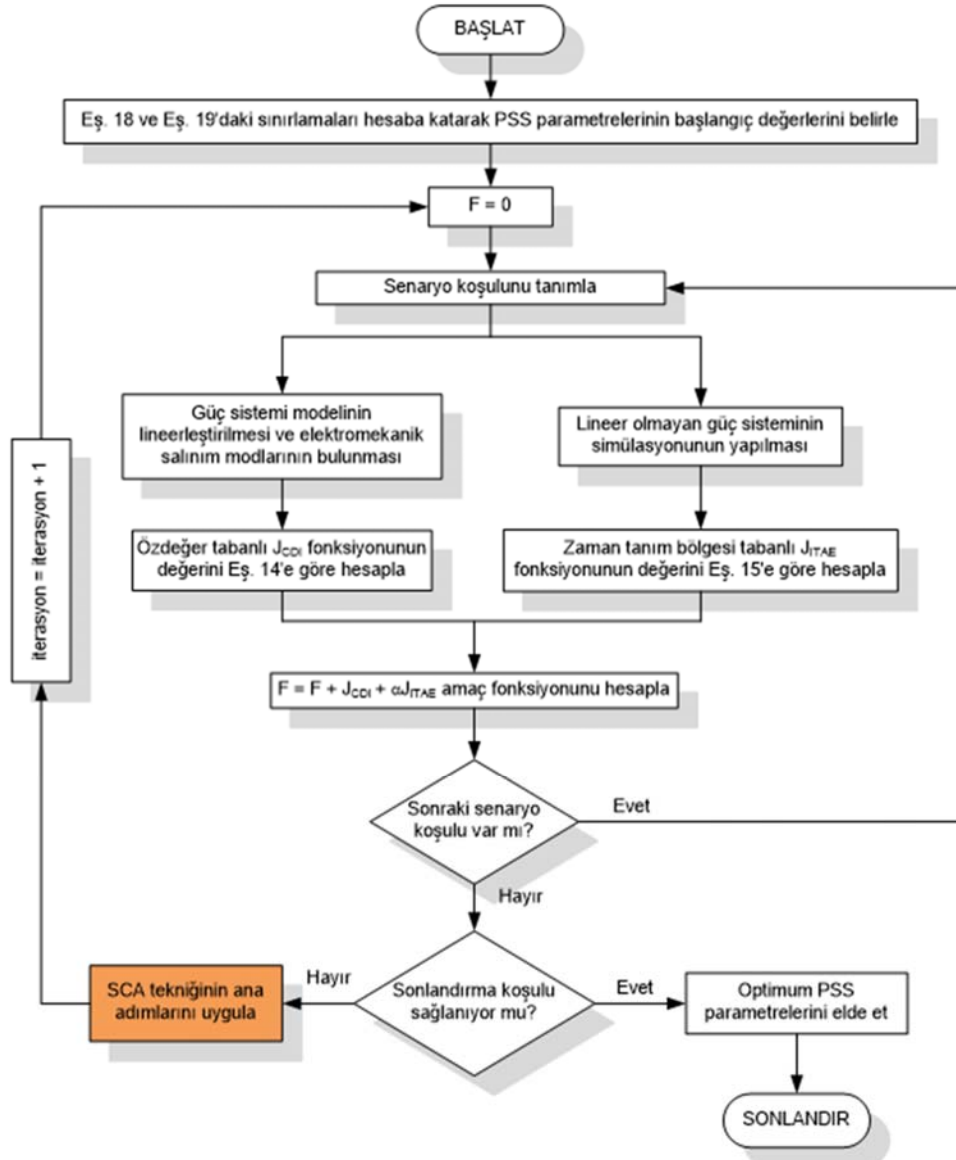 BAŞLAT
Eş. 18 ve Eş. 19'daki sınırlamaları hesaba katarak PSS parametrelerinin başlangıç değerlerini belirle
F = 0
Senaryo koşulunu tanımla
Güç sistemi modelinin
lineerleştirilmesi ve elektromekanik
salınım modlarının bulunması
Lineer olmayan güç sisteminin
simülasyonunun yapılması
Özdeğer tabanlı J_CDI fonksiyonunun
değerini Eş. 14'e göre hesapla
Zaman tanım bölgesi tabanlı J_ITAE
fonksiyonunun değerini Eş. 15'e göre hesapla
iterasyon = iterasyon + 1
F = F + J_CDI + αJ_ITAE amaç fonksiyonunu hesapla
Sonraki senaryo
koşulu var mı?
Evet
Hayır
Sonlandırma koşulu
sağlanıyor mu?
Hayır
Evet
SCA tekniğinin ana
adımlarını uygula
Optimum PSS
parametrelerini elde et
SONLANDIR